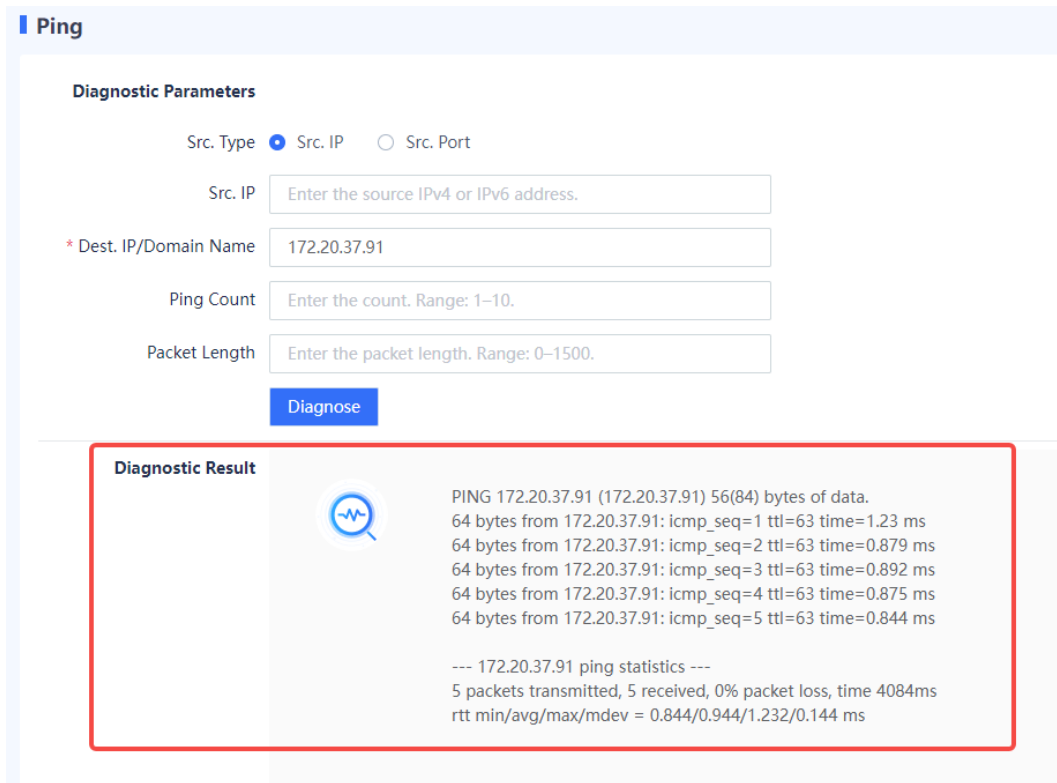 Ping
Diagnostic Parameters
Src. Type Src. IP Src. Port
Src. IP Enter the source IPv4 or IPv6 address.
* Dest. IP/Domain Name 172.20.37.91
Ping Count Enter the count. Range: 1–10.
Packet Length Enter the packet length. Range: 0–1500.
Diagnose
Diagnostic Result
PING 172.20.37.91 (172.20.37.91) 56(84) bytes of data.
64 bytes from 172.20.37.91: icmp_seq=1 ttl=63 time=1.23 ms
64 bytes from 172.20.37.91: icmp_seq=2 ttl=63 time=0.879 ms
64 bytes from 172.20.37.91: icmp_seq=3 ttl=63 time=0.892 ms
64 bytes from 172.20.37.91: icmp_seq=4 ttl=63 time=0.875 ms
64 bytes from 172.20.37.91: icmp_seq=5 ttl=63 time=0.844 ms
--- 172.20.37.91 ping statistics ---
5 packets transmitted, 5 received, 0% packet loss, time 4084ms
rtt min/avg/max/mdev = 0.844/0.944/1.232/0.144 ms